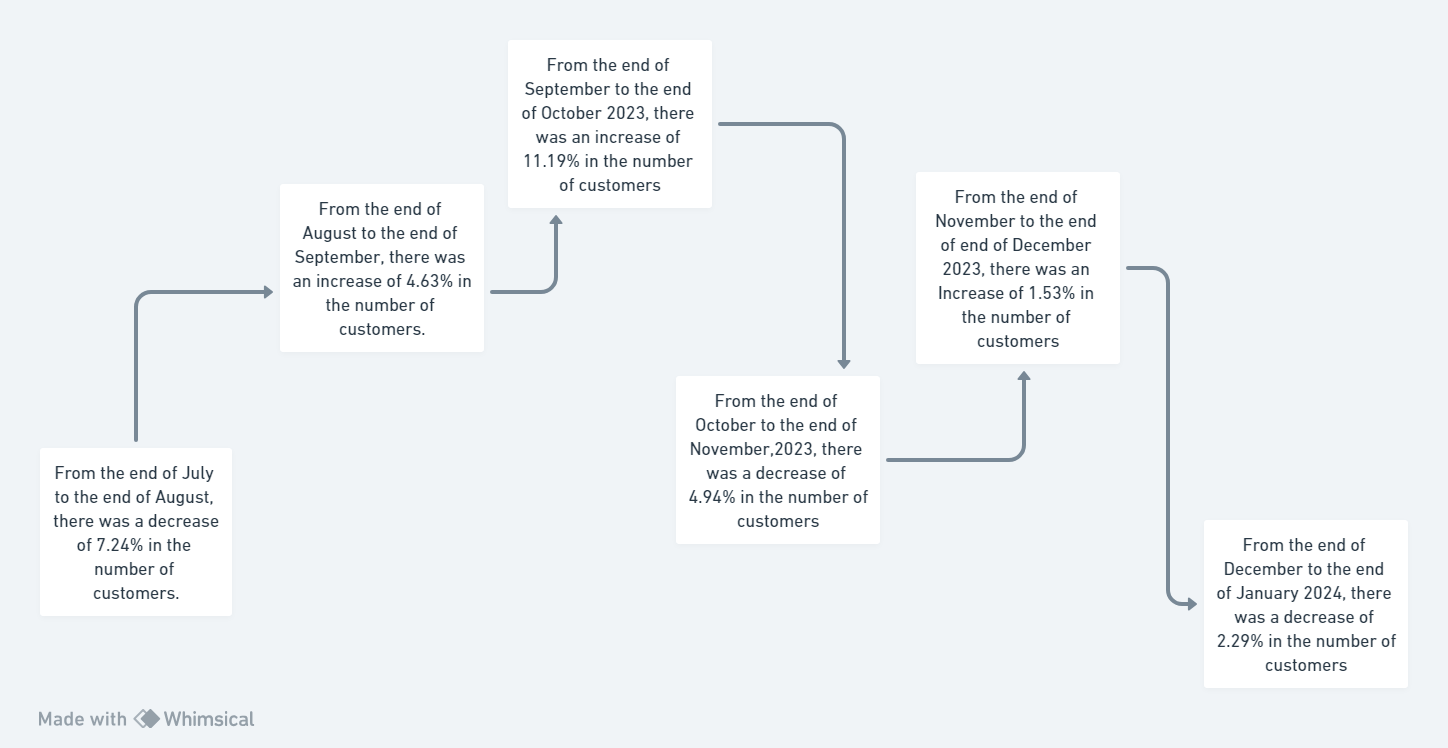 From the end of July
to the end of August,
there was a decrease
of 7.24% in the
number of
customers.
From the end of
August to the end of
September, there was
an increase of 4.63% in
the number of
customers.
From the end of
September to the end
of October 2023, there
was an increase of
11.19% in the number
of customers
From the end of
October to the end of
November,2023, there
was a decrease of
4.94% in the number of
customers
From the end of
November to the end
of end of December
2023, there was an
Increase of 1.53% in
the number of
customers
From the end of
December to the end
of January 2024, there
was a decrease of
2.29% in the number of
customers
Made with Whimsical